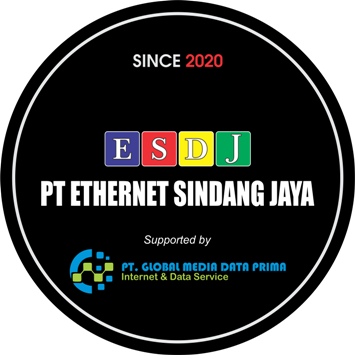 SINCE 2020
ESDJ
PT ETHERNET SINDANG JAYA
Supported by
PT. GLOBAL MEDIA DATA PRIMA
Internet & Data Service